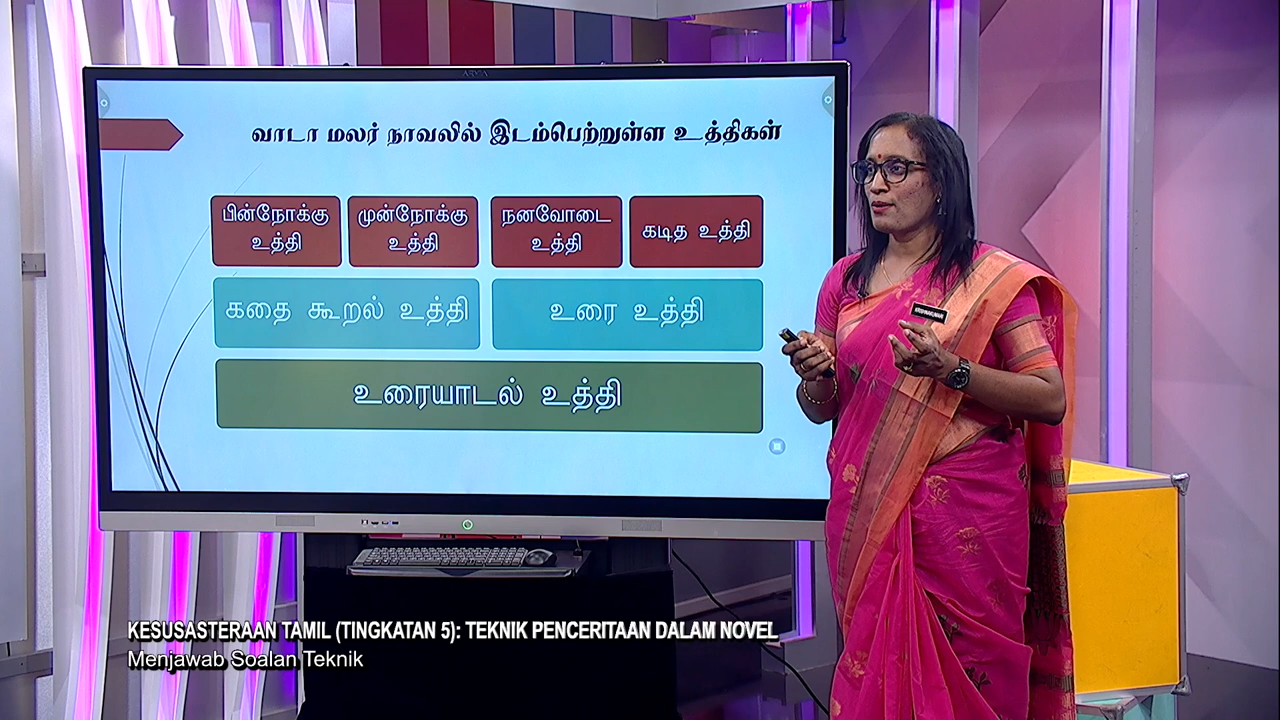 வாடா மலர் நாவலில் இடம்பெற்றுள்ள உத்திகள்
பின்நோக்கு
உத்தி
முன்நோக்கு
உத்தி
நனவோடை
உத்தி
கடித உத்தி
கதை கூறல் உத்தி
உரை உத்தி
உரையாடல் உத்தி
KESUSASTERAAN TAMIL (TINGKATAN 5): TEKNIK PENCERITAAN DALAM NOVEL
Menjawab Soalan Teknik